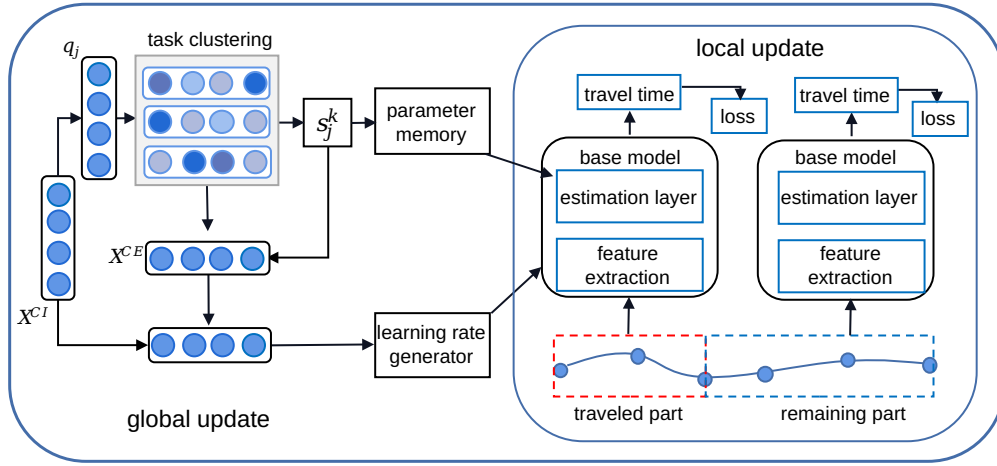 q_j
task clustering
s_j^k
parameter
memory
X^{CE}
X^{CI}
learning rate
generator
global update
local update
travel time
loss
base model
estimation layer
feature
extraction
traveled part
travel time
loss
base model
estimation layer
feature
extraction
remaining part